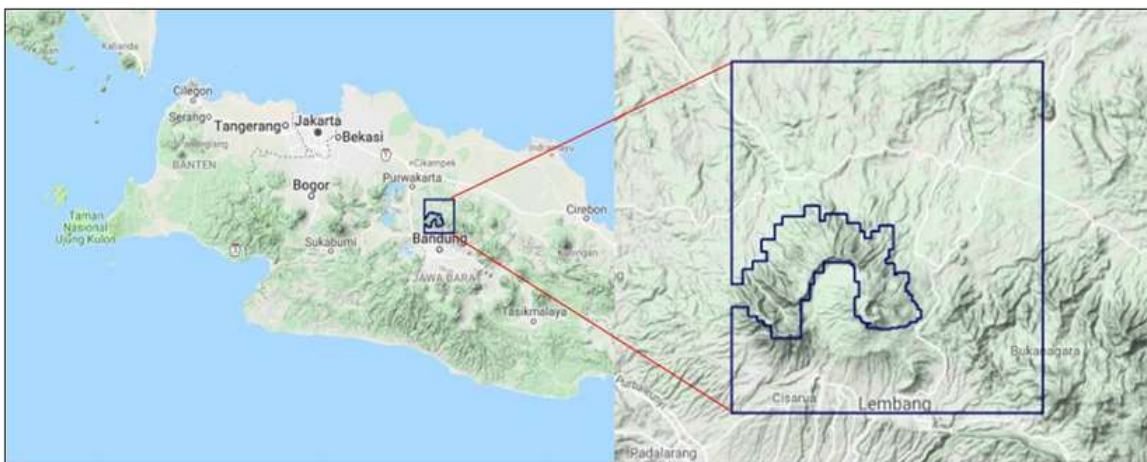 Kalianda
Cilegon
Serang
Tangerang
Jakarta
Bekasi
BANTEN
Cikampek
Indramayu
Purwakarta
Bogor
Taman
Nasional
Ujung Kulon
Cirebon
Sukabumi
Bandung
Kuningan
JAWA BARAT
Tasikmalaya
Bukanagara
Cisarua
Lembang
Padalarang